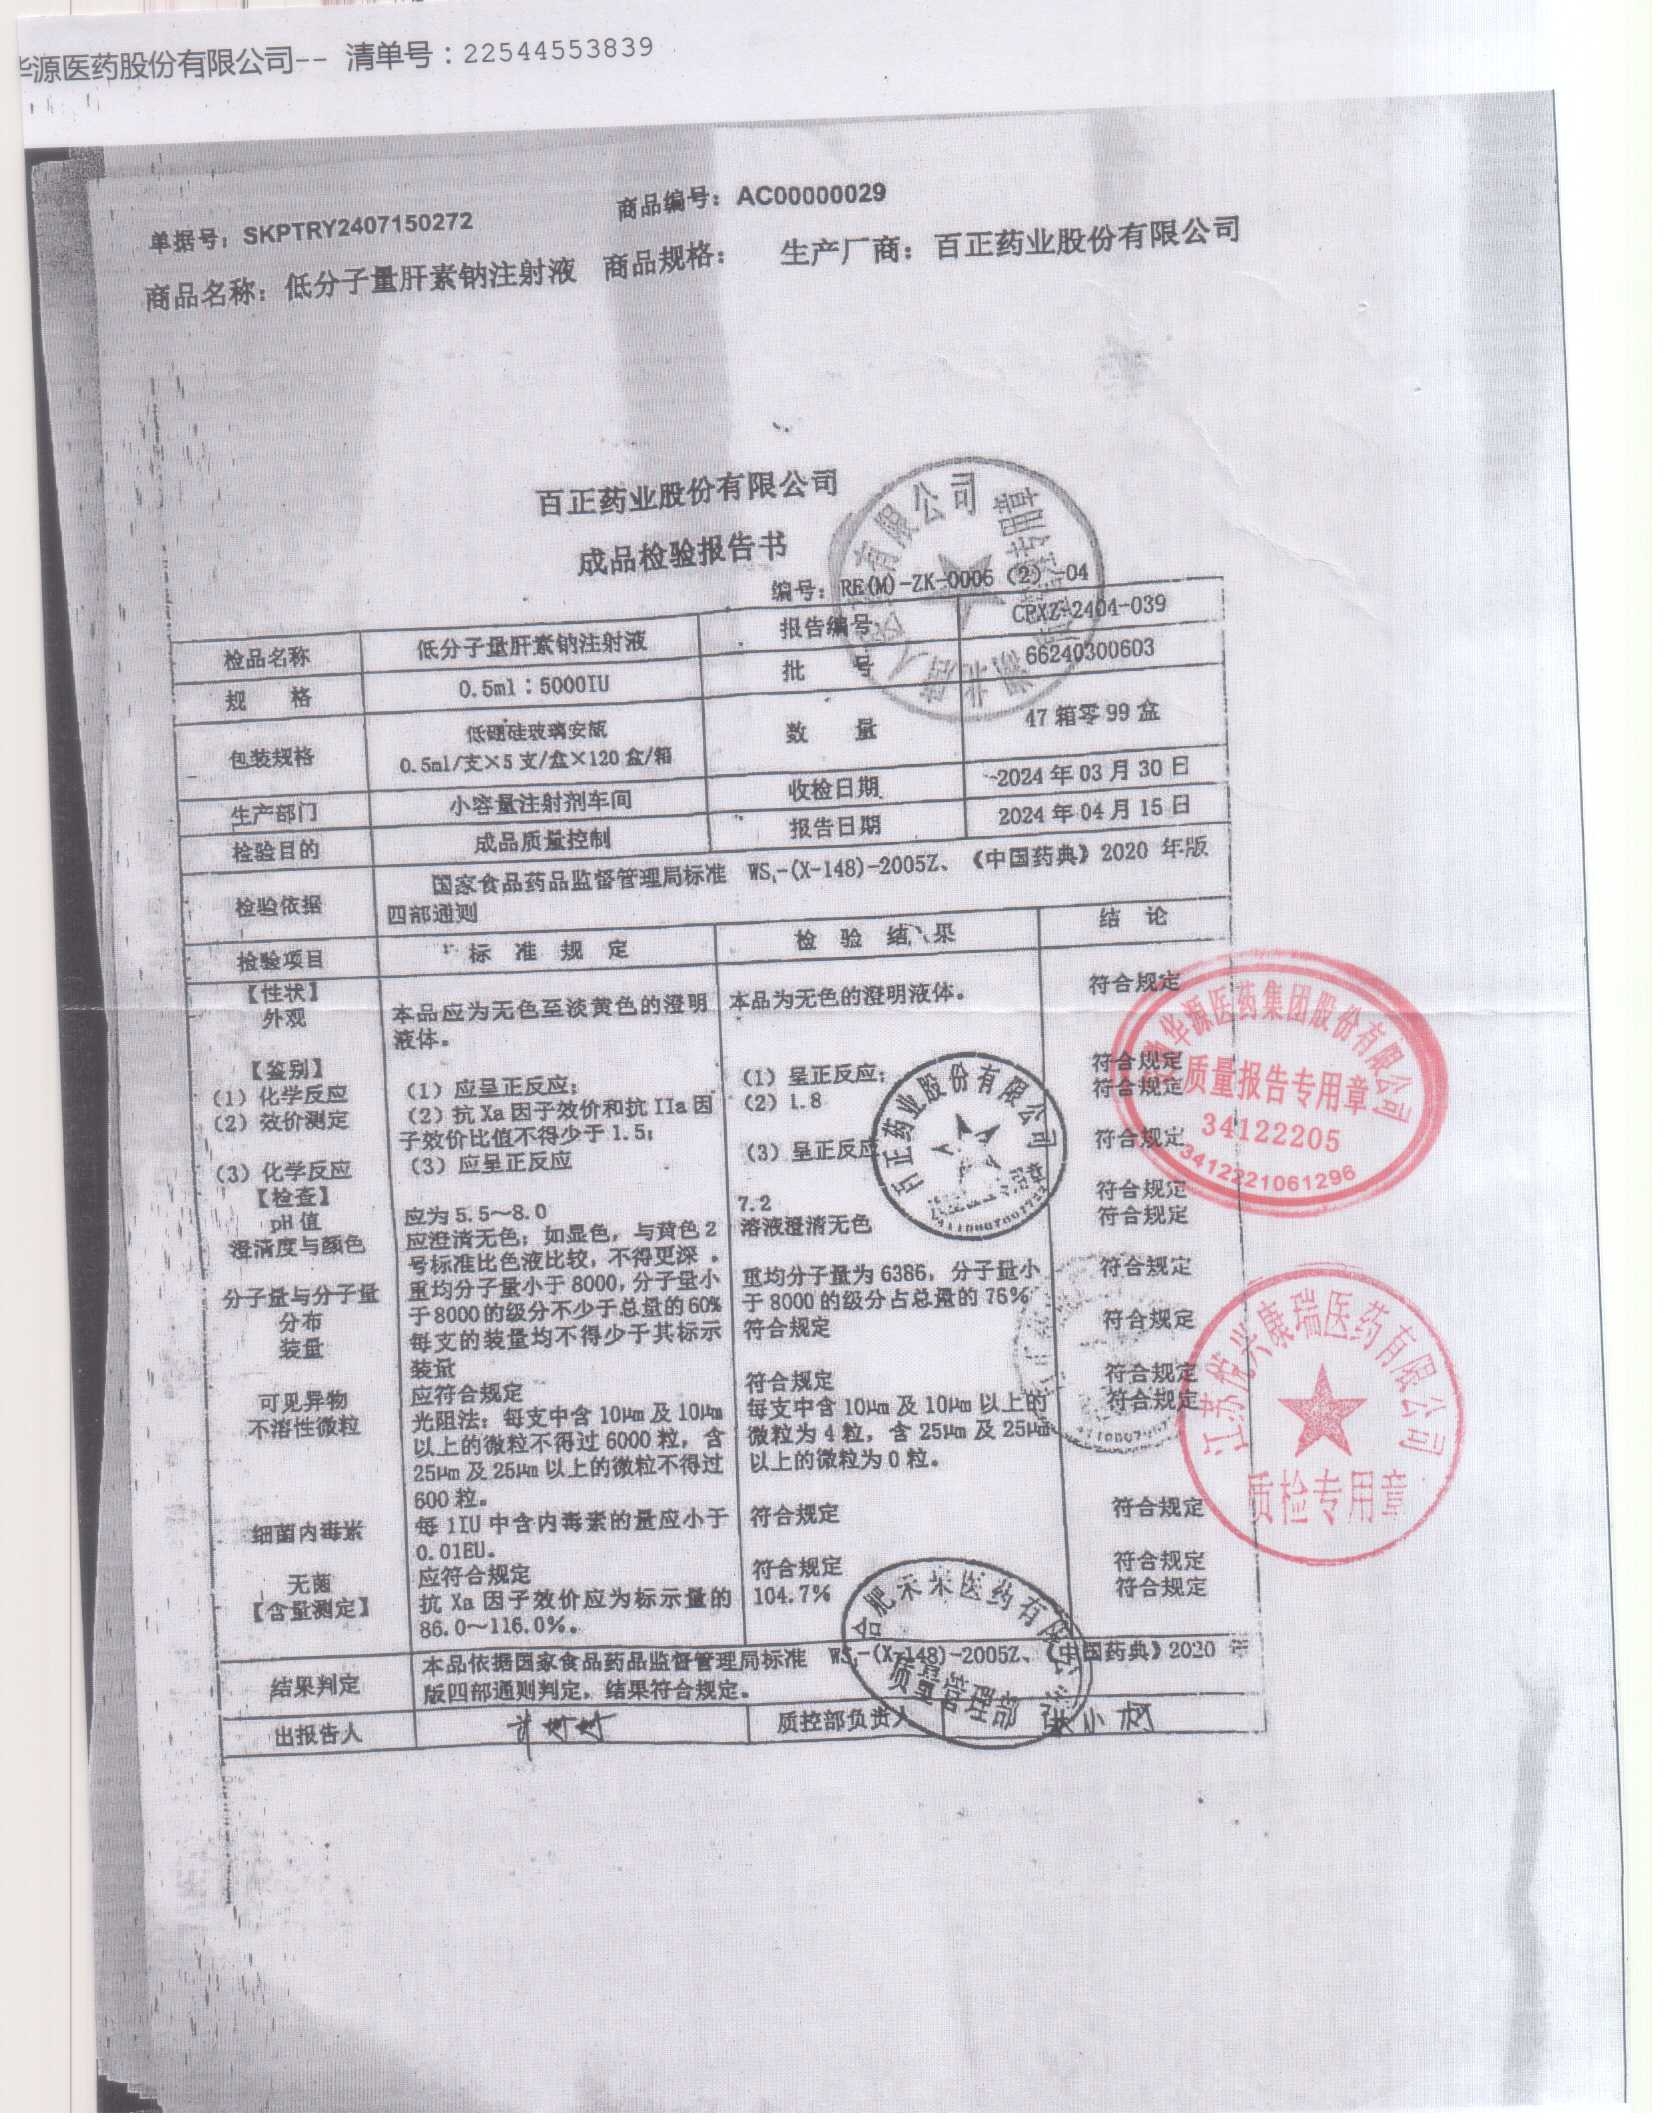 华源医药股份有限公司-- 清单号：22544553839
单据号：SKPTRY2407150272 商品编号：AC00000029
商品名称：低分子量肝素钠注射液 商品规格： 生产厂商：百正药业股份有限公司
百正药业股份有限公司
成品检验报告书
编号：RE(M)-ZK-0006（2）-04
检品名称 低分子量肝素钠注射液 报告编号 CPXZ-2404-039
规 格 0.5ml：5000IU 批 号 66240300603
包装规格 低硼硅玻璃安瓿 数 量 47箱零99盒
0.5ml/支×5支/盒×120盒/箱
生产部门 小容量注射剂车间 收检日期 2024年03月30日
检验目的 成品质量控制 报告日期 2024年04月15日
检验依据 国家食品药品监督管理局标准 WS₁-(X-148)-2005Z、《中国药典》2020 年版
四部通则
检验项目 标 准 规 定 检 验 结 果 结 论
【性状】
外观 本品应为无色至淡黄色的澄明 本品为无色的澄明液体。 符合规定
液体。
【鉴别】
（1）化学反应 （1）应呈正反应； （1）呈正反应； 符合规定
（2）效价测定 （2）抗Xa因子效价和抗IIa因 （2）1.8 符合规定
子效价比值不得少于1.5；
（3）化学反应 （3）应呈正反应 （3）呈正反应 符合规定
【检查】
pH值 应为5.5～8.0 7.2 符合规定
澄清度与颜色 应澄清无色；如显色，与黄色2 溶液澄清无色 符合规定
号标准比色液比较，不得更深。
分子量与分子量 重均分子量小于8000，分子量小 重均分子量为6386，分子量小 符合规定
分布 于8000的级分不少于总量的60% 于8000的级分占总量的76%
装量 每支的装量均不得少于其标示 符合规定 符合规定
装量
可见异物 应符合规定 符合规定 符合规定
不溶性微粒 光阻法：每支中含10μm及10μm 每支中含10μm及10μm以上的 符合规定
以上的微粒不得过6000粒，含 微粒为4粒，含25μm及25μm
25μm及25μm以上的微粒不得过 以上的微粒为0粒。
600粒。
细菌内毒素 每1IU中含内毒素的量应小于 符合规定 符合规定
0.01EU。
无菌 应符合规定 符合规定 符合规定
【含量测定】 抗Xa因子效价应为标示量的 104.7% 符合规定
86.0～116.0%。
结果判定 本品依据国家食品药品监督管理局标准 WS₁-(X-148)-2005Z、《中国药典》2020 年
版四部通则判定，结果符合规定。
出报告人 质控部负责人 张小树
有限公司
百正药业股份有限公司
华源医药集团股份有限公司
质量报告专用章
34122205
3412221061296
江苏悦兴康瑞医药有限公司
质检专用章
合肥禾米医药有限公司
质量管理部